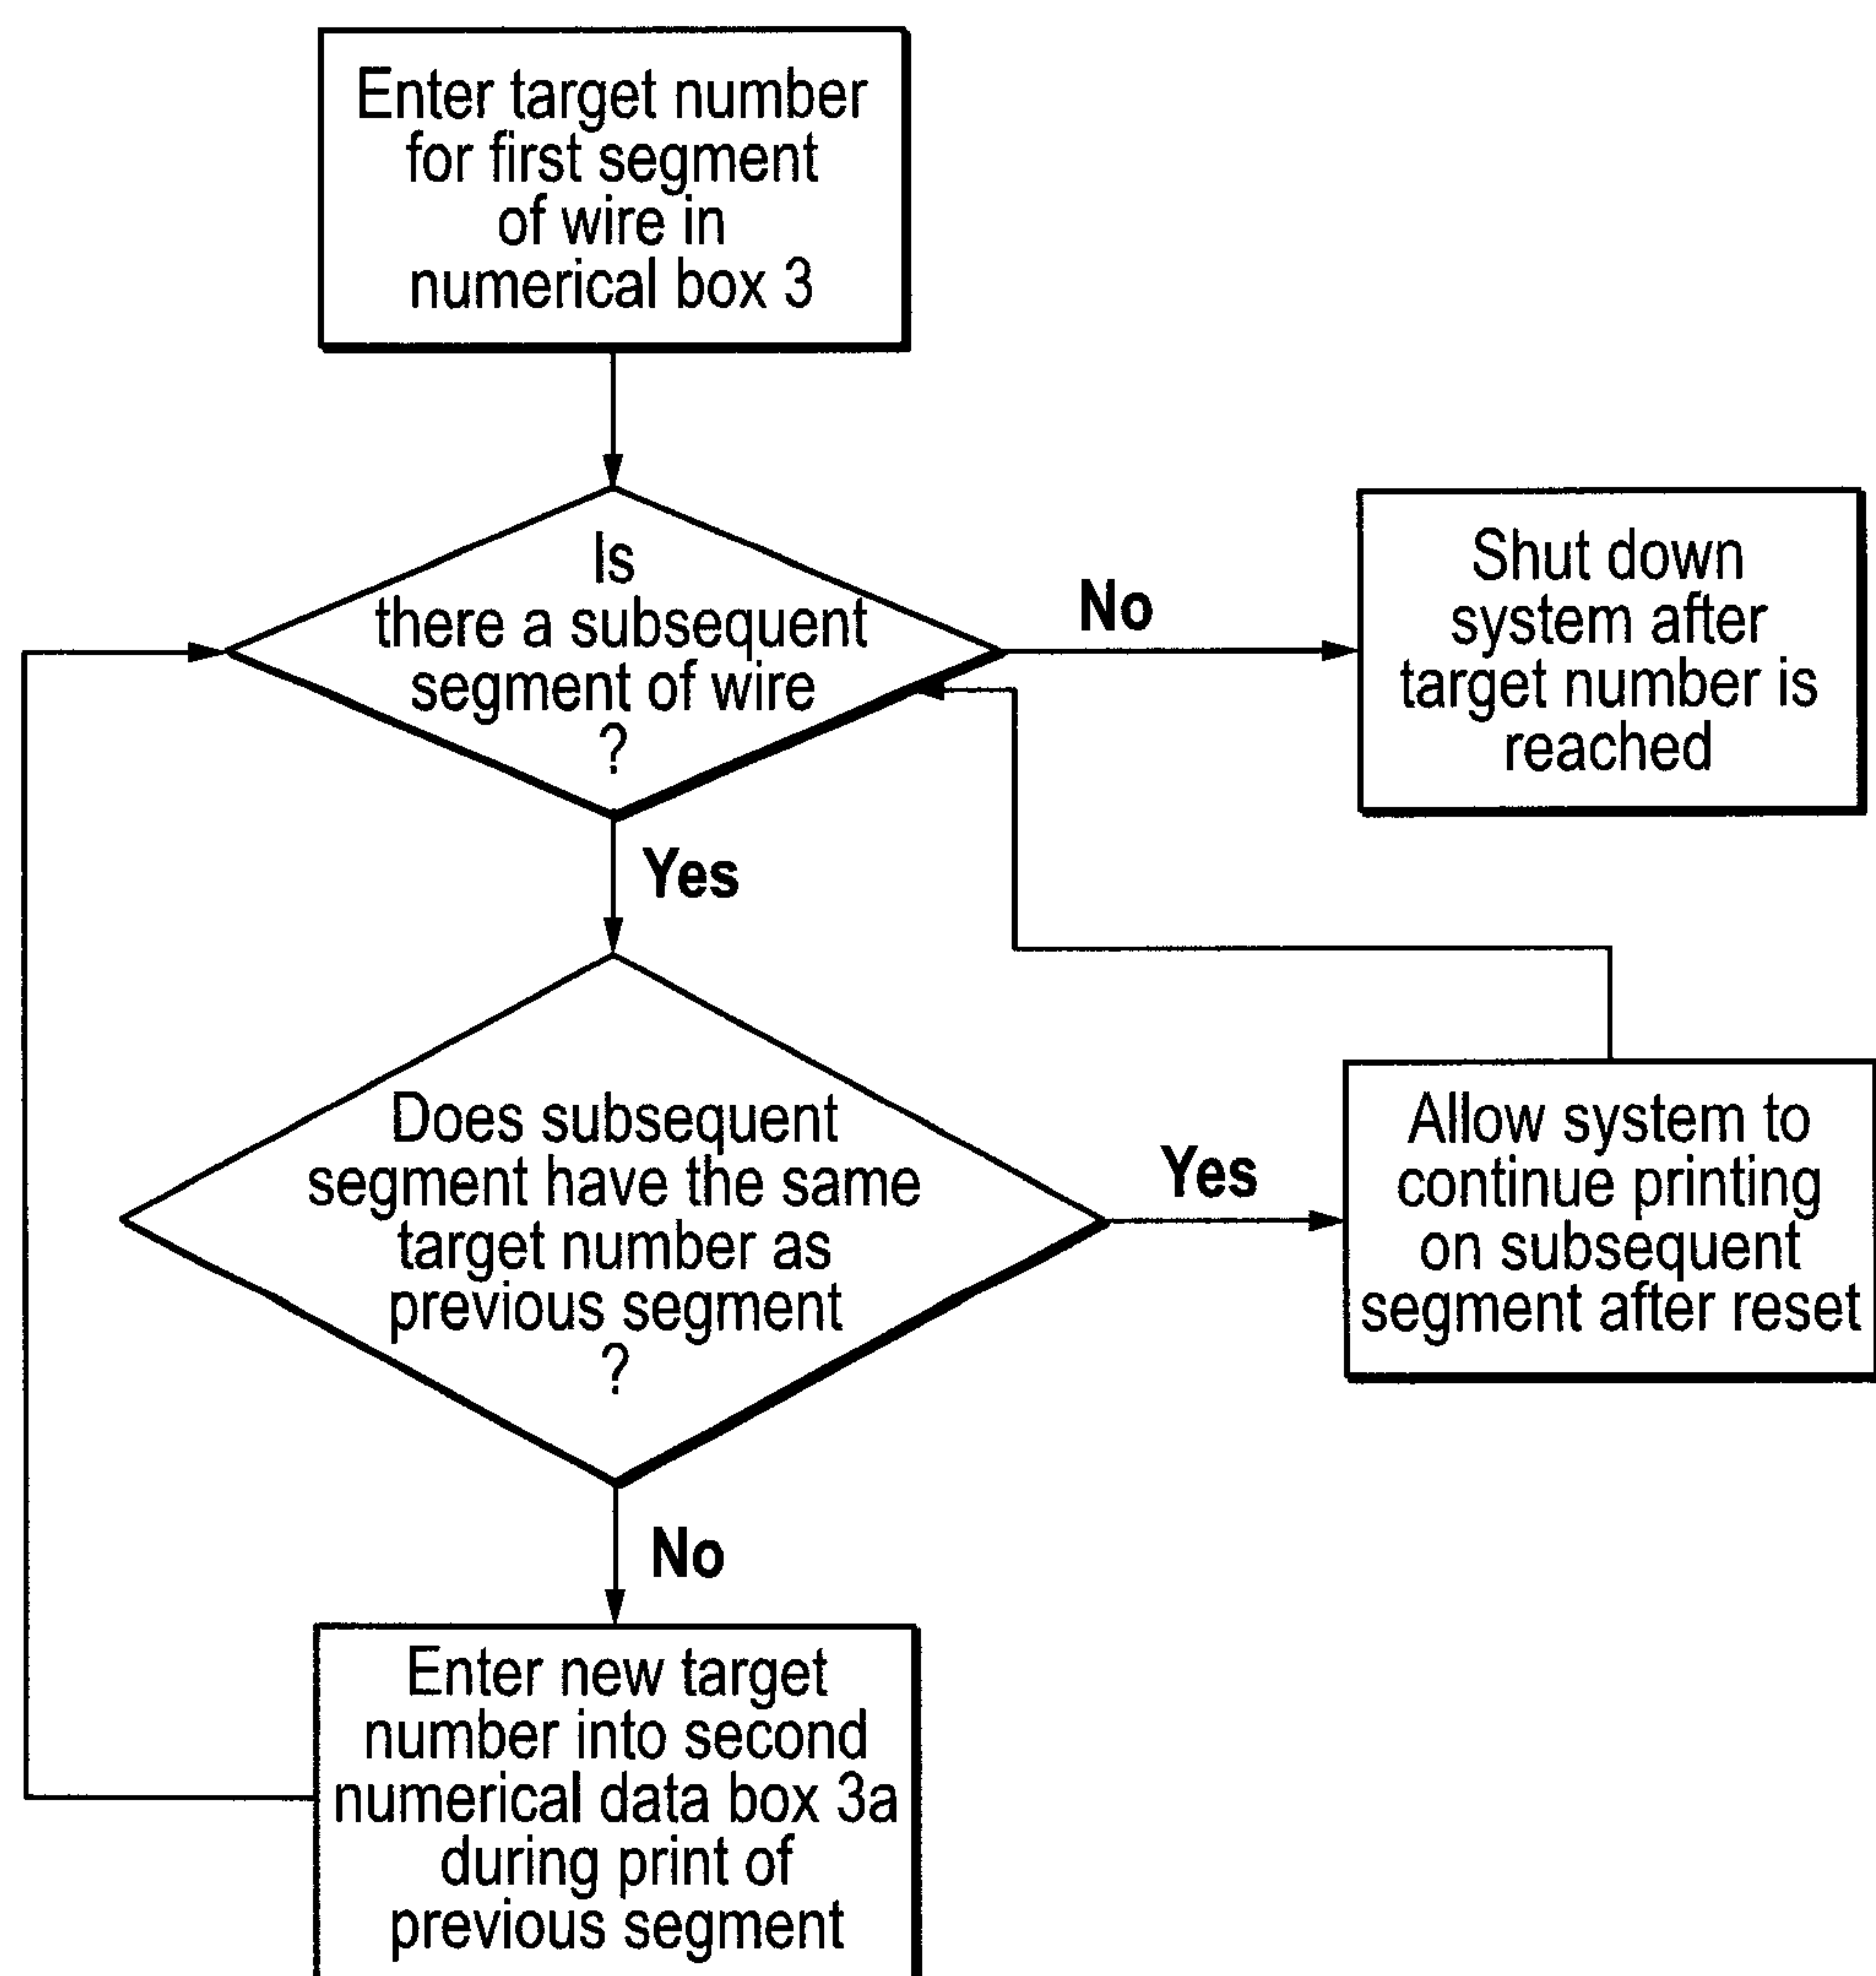 Enter target number
for first segment
of wire in
numerical box 3
Is
there a subsequent
segment of wire
?
No
Shut down
system after
target number is
reached
Yes
Does subsequent
segment have the same
target number as
previous segment
?
Yes
Allow system to
continue printing
on subsequent
segment after reset
No
Enter new target
number into second
numerical data box 3a
during print of
previous segment